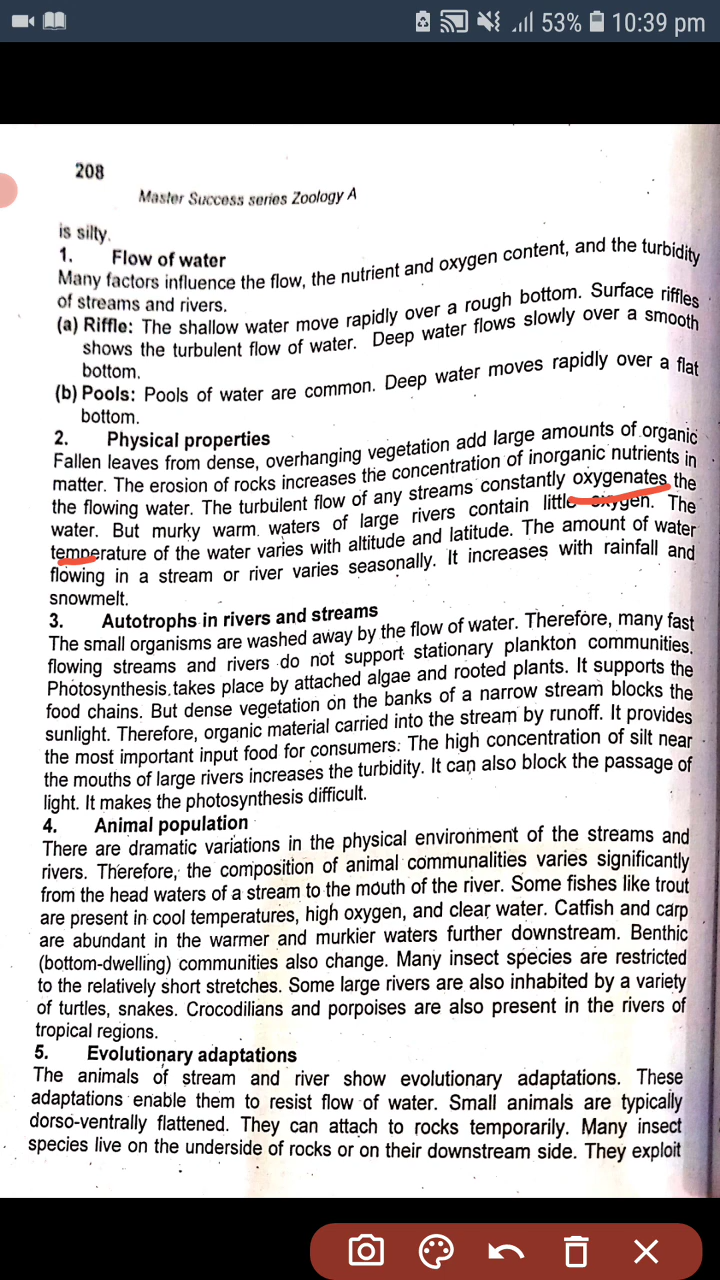 53% 10:39 pm
208
Master Success series Zoology A
is silty.
1. Flow of water
Many factors influence the flow, the nutrient and oxygen content, and the turbidity
of streams and rivers.
(a) Riffle: The shallow water move rapidly over a rough bottom. Surface riffles
shows the turbulent flow of water. Deep water flows slowly over a smooth
bottom.
(b) Pools: Pools of water are common. Deep water moves rapidly over a flat
bottom.
2. Physical properties
Fallen leaves from dense, overhanging vegetation add large amounts of organic
matter. The erosion of rocks increases the concentration of inorganic nutrients in
the flowing water. The turbulent flow of any streams constantly oxygenates the
water. But murky warm waters of large rivers contain little oxygen. The
temperature of the water varies with altitude and latitude. The amount of water
flowing in a stream or river varies seasonally. It increases with rainfall and
snowmelt.
3. Autotrophs in rivers and streams
The small organisms are washed away by the flow of water. Therefore, many fast
flowing streams and rivers do not support stationary plankton communities.
Photosynthesis takes place by attached algae and rooted plants. It supports the
food chains. But dense vegetation on the banks of a narrow stream blocks the
sunlight. Therefore, organic material carried into the stream by runoff. It provides
the most important input food for consumers. The high concentration of silt near
the mouths of large rivers increases the turbidity. It can also block the passage of
light. It makes the photosynthesis difficult.
4. Animal population
There are dramatic variations in the physical environment of the streams and
rivers. Therefore, the composition of animal communalities varies significantly
from the head waters of a stream to the mouth of the river. Some fishes like trout
are present in cool temperatures, high oxygen, and clear water. Catfish and carp
are abundant in the warmer and murkier waters further downstream. Benthic
(bottom-dwelling) communities also change. Many insect species are restricted
to the relatively short stretches. Some large rivers are also inhabited by a variety
of turtles, snakes. Crocodilians and porpoises are also present in the rivers of
tropical regions.
5. Evolutionary adaptations
The animals of stream and river show evolutionary adaptations. These
adaptations enable them to resist flow of water. Small animals are typically
dorso-ventrally flattened. They can attach to rocks temporarily. Many insect
species live on the underside of rocks or on their downstream side. They exploit